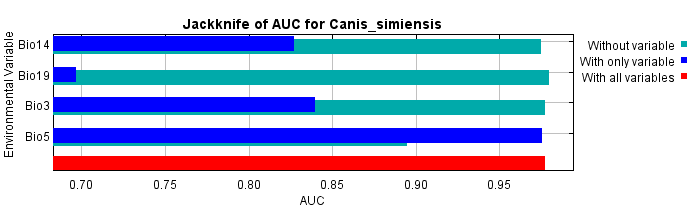 Jackknife of AUC for Canis_simiensis
Environmental Variable
Bio14
Bio19
Bio3
Bio5
Without variable
With only variable
With all variables
0.70 0.75 0.80 0.85 0.90 0.95
AUC